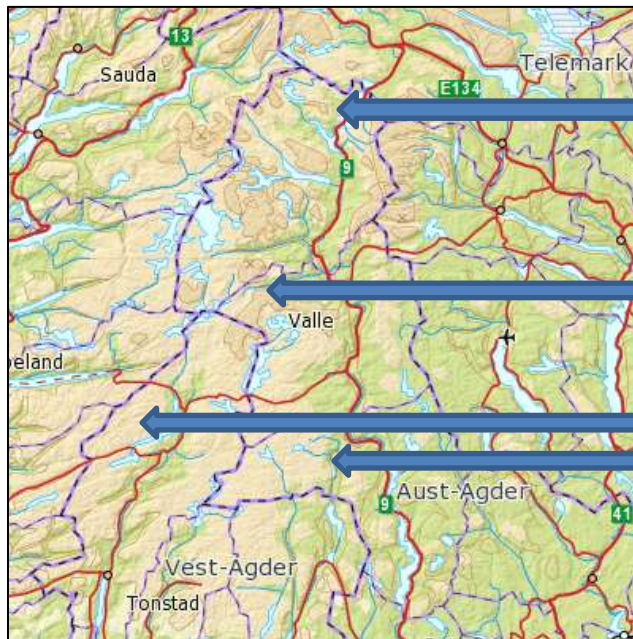 13
Sauda
Telemark
E134
9
Valle
eland
9
Aust-Agder
41
Vest-Agder
Tonstad